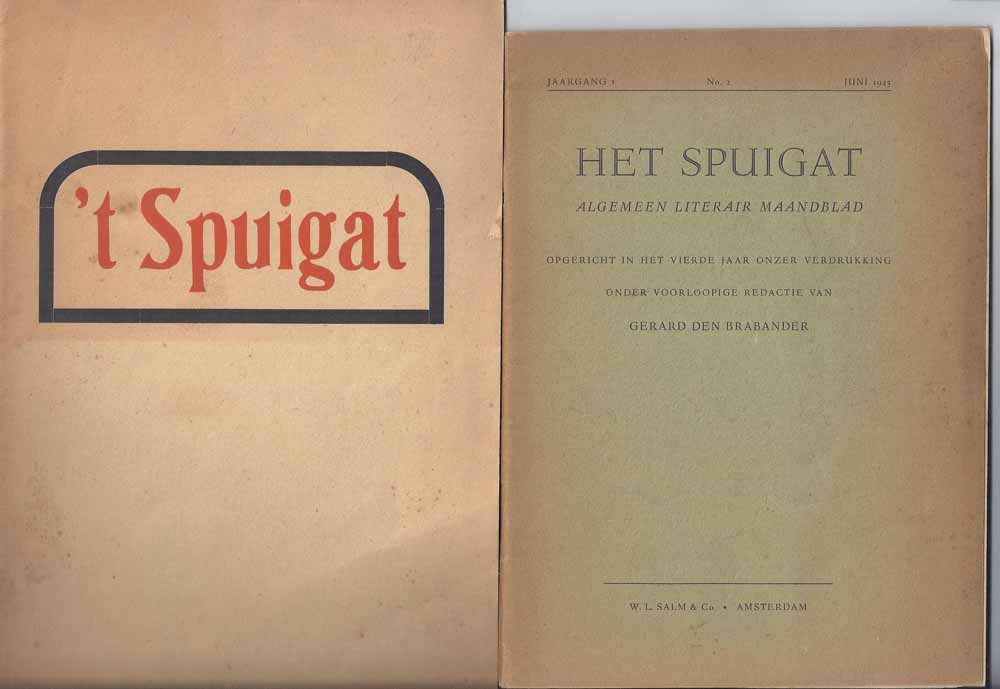 't Spuigat
JAARGANG 1 No. 2 JUNI 1945
HET SPUIGAT
ALGEMEEN LITERAIR MAANDBLAD
OPGERICHT IN HET VIERDE JAAR ONZER VERDRUKKING
ONDER VOORLOOPIGE REDACTIE VAN
GERARD DEN BRABANDER
W. L. SALM & Co. • AMSTERDAM